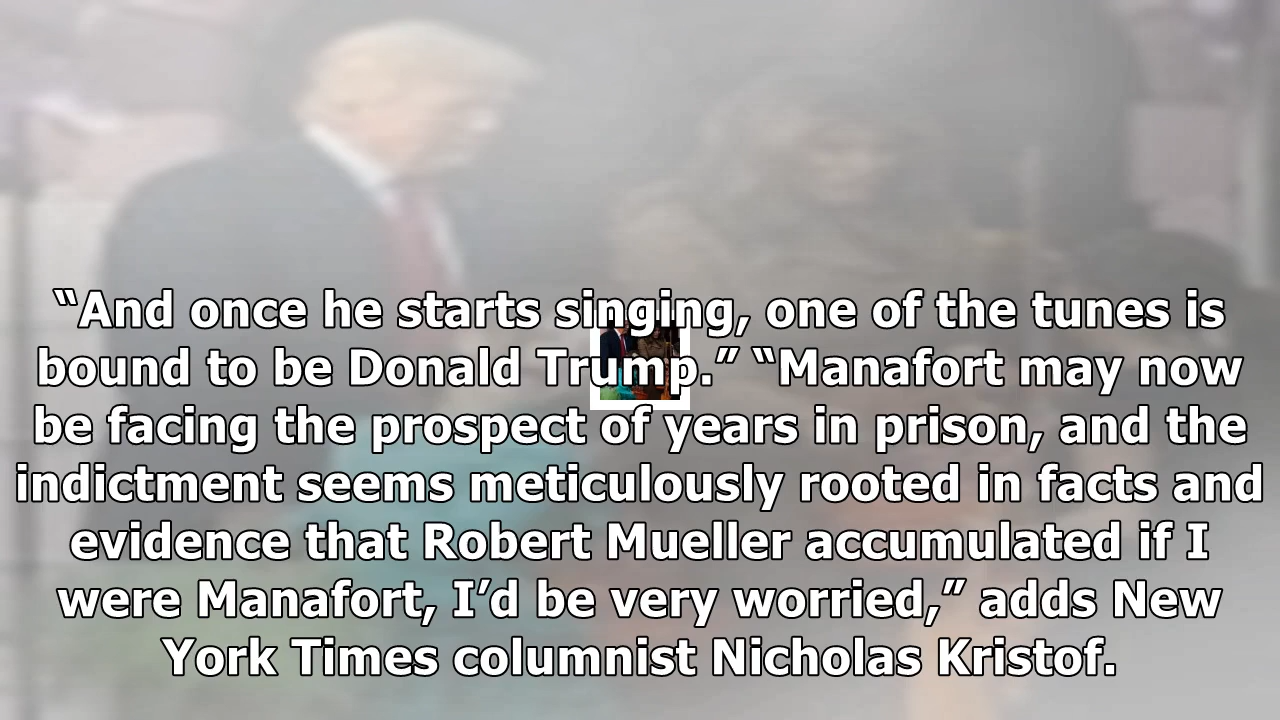 “And once he starts singing, one of the tunes is
bound to be Donald Trump.” “Manafort may now
be facing the prospect of years in prison, and the
indictment seems meticulously rooted in facts and
evidence that Robert Mueller accumulated if I
were Manafort, I’d be very worried,” adds New
York Times columnist Nicholas Kristof.